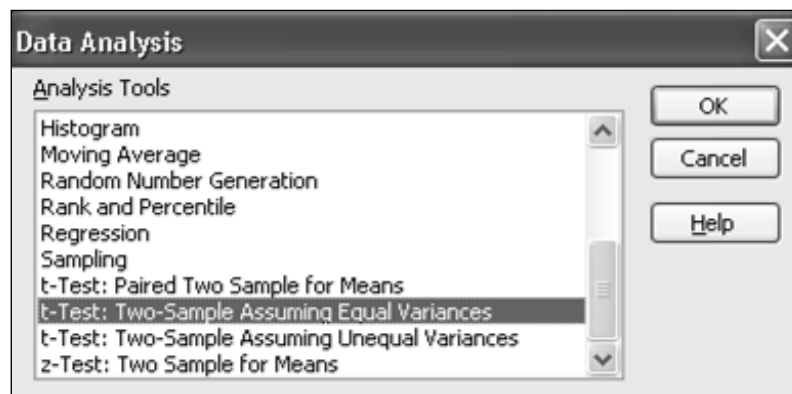 Data Analysis
Analysis Tools
Histogram
Moving Average
Random Number Generation
Rank and Percentile
Regression
Sampling
t-Test: Paired Two Sample for Means
t-Test: Two-Sample Assuming Equal Variances
t-Test: Two-Sample Assuming Unequal Variances
z-Test: Two Sample for Means
OK
Cancel
Help